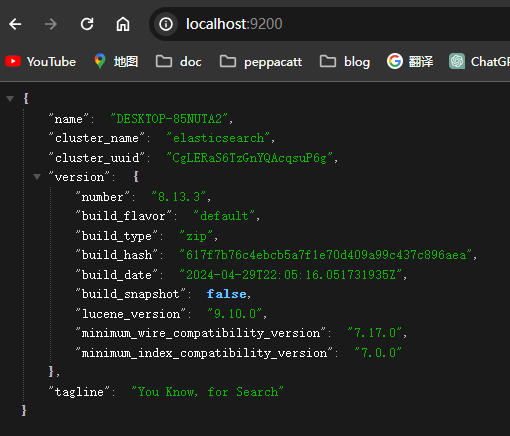 localhost:9200
YouTube 地图 doc peppacatt blog 翻译 ChatGP
{
"name": "DESKTOP-85NUTA2",
"cluster_name": "elasticsearch",
"cluster_uuid": "CgLERaS6TzGnYQAcqsuP6g",
"version": {
"number": "8.13.3",
"build_flavor": "default",
"build_type": "zip",
"build_hash": "617f7b76c4ebcb5a7f1e70d409a99c437c896aea",
"build_date": "2024-04-29T22:05:16.051731935Z",
"build_snapshot": false,
"lucene_version": "9.10.0",
"minimum_wire_compatibility_version": "7.17.0",
"minimum_index_compatibility_version": "7.0.0"
},
"tagline": "You Know, for Search"
}